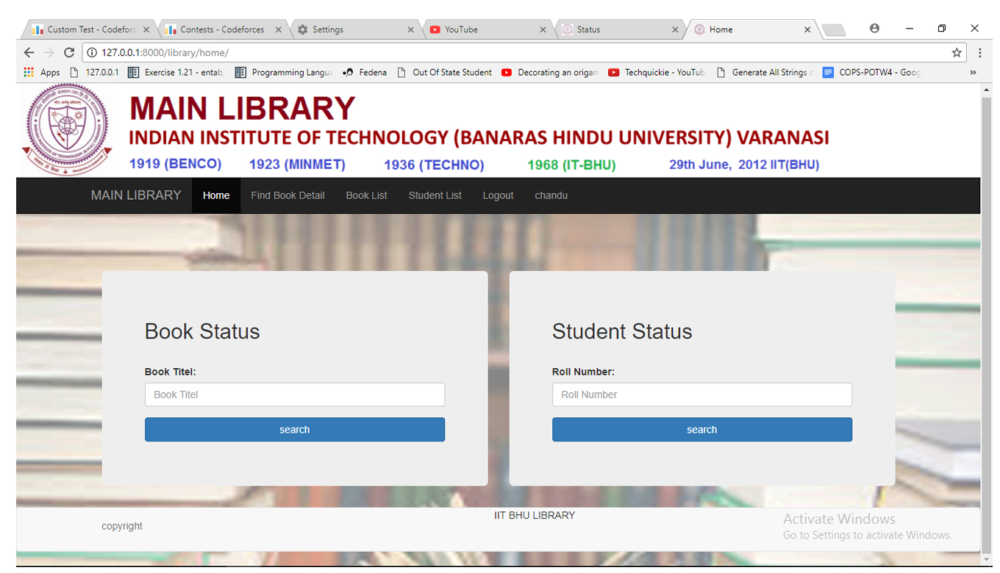 Custom Test - Codeforc Contests - Codeforces Settings YouTube Status Home
127.0.0.1:8000/library/home/
Apps 127.0.0.1 Exercise 1.21 - entab, Programming Langua Fedena Out Of State Student Decorating an origam Techquickie - YouTub Generate All Strings c COPS-POTW4 - Goog »
MAIN LIBRARY
INDIAN INSTITUTE OF TECHNOLOGY (BANARAS HINDU UNIVERSITY) VARANASI
1919 (BENCO) 1923 (MINMET) 1936 (TECHNO) 1968 (IT-BHU) 29th June, 2012 IIT(BHU)
MAIN LIBRARY Home Find Book Detail Book List Student List Logout chandu
Book Status Student Status
Book Titel: Roll Number:
Book Titel Roll Number
search search
IIT BHU LIBRARY
copyright
Activate Windows
Go to Settings to activate Windows.